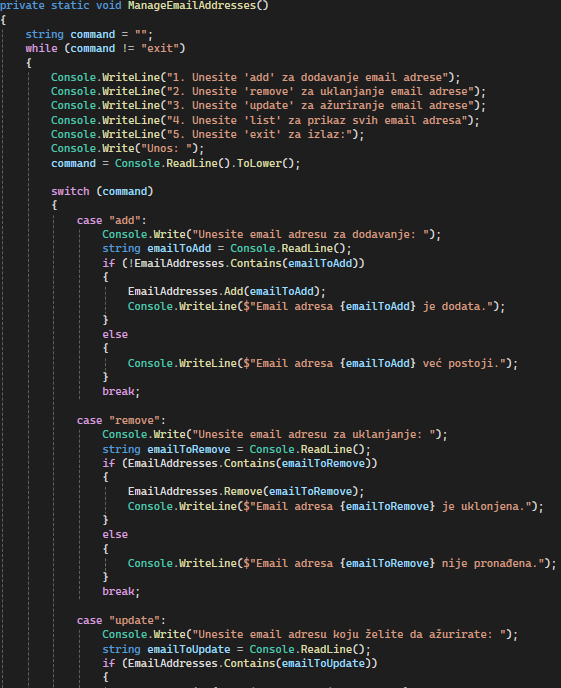 private static void ManageEmailAddresses()
{
    string command = "";
    while (command != "exit")
    {
        Console.WriteLine("1. Unesite 'add' za dodavanje email adrese");
        Console.WriteLine("2. Unesite 'remove' za uklanjanje email adrese");
        Console.WriteLine("3. Unesite 'update' za ažuriranje email adrese");
        Console.WriteLine("4. Unesite 'list' za prikaz svih email adresa");
        Console.WriteLine("5. Unesite 'exit' za izlaz:");
        Console.Write("Unos: ");
        command = Console.ReadLine().ToLower();

        switch (command)
        {
            case "add":
                Console.Write("Unesite email adresu za dodavanje: ");
                string emailToAdd = Console.ReadLine();
                if (!EmailAddresses.Contains(emailToAdd))
                {
                    EmailAddresses.Add(emailToAdd);
                    Console.WriteLine($"Email adresa {emailToAdd} je dodata.");
                }
                else
                {
                    Console.WriteLine($"Email adresa {emailToAdd} već postoji.");
                }
                break;

            case "remove":
                Console.Write("Unesite email adresu za uklanjanje: ");
                string emailToRemove = Console.ReadLine();
                if (EmailAddresses.Contains(emailToRemove))
                {
                    EmailAddresses.Remove(emailToRemove);
                    Console.WriteLine($"Email adresa {emailToRemove} je uklonjena.");
                }
                else
                {
                    Console.WriteLine($"Email adresa {emailToRemove} nije pronađena.");
                }
                break;

            case "update":
                Console.Write("Unesite email adresu koju želite da ažurirate: ");
                string emailToUpdate = Console.ReadLine();
                if (EmailAddresses.Contains(emailToUpdate))
                {